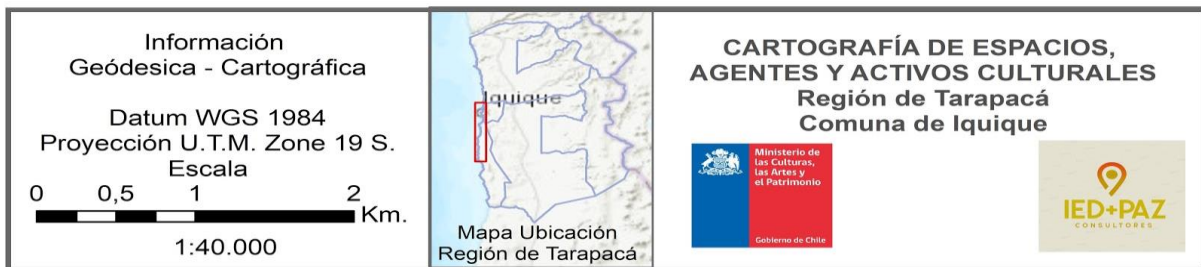 Información
Geódesica - Cartográfica
Datum WGS 1984
Proyección U.T.M. Zone 19 S.
Escala
0 0,5 1 2
Km.
1:40.000
Iquique
Mapa Ubicación
Región de Tarapacá
CARTOGRAFÍA DE ESPACIOS,
AGENTES Y ACTIVOS CULTURALES
Región de Tarapacá
Comuna de Iquique
Ministerio de
las Culturas,
las Artes y
el Patrimonio
Gobierno de Chile
IED+PAZ
CONSULTORES